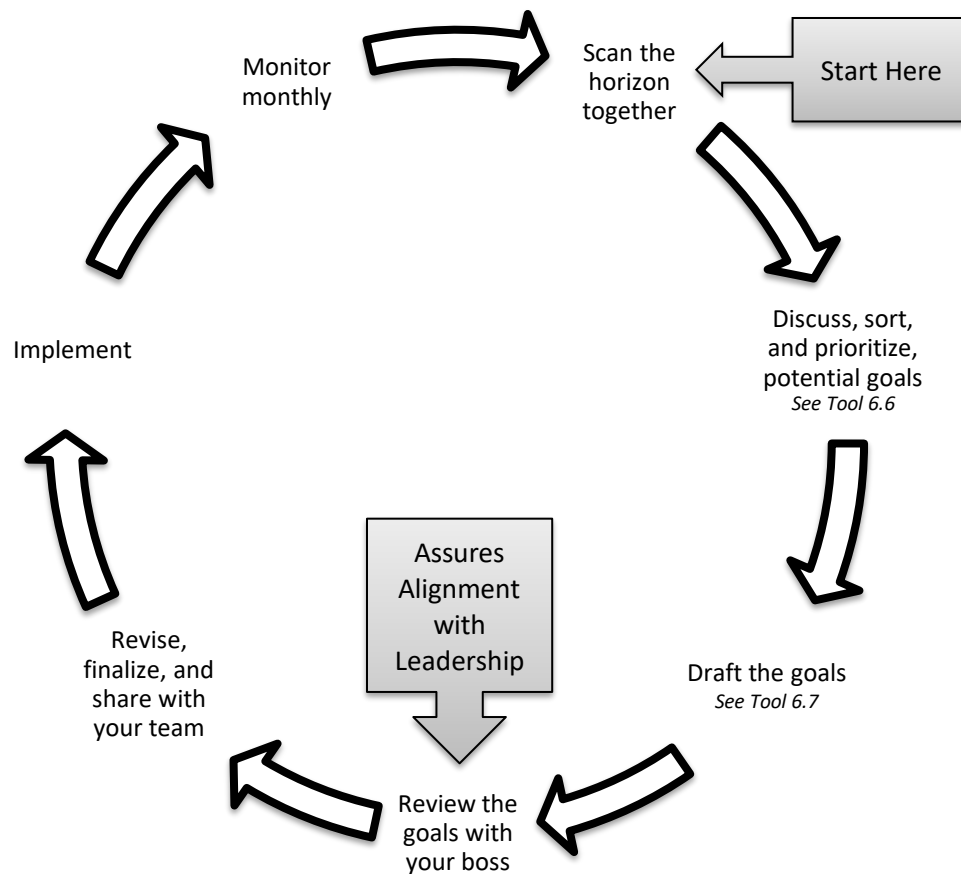 Start Here
Scan the
horizon
together
Discuss, sort,
and prioritize,
potential goals
See Tool 6.6
Draft the goals
See Tool 6.7
Assures
Alignment
with
Leadership
Review the
goals with
your boss
Revise,
finalize, and
share with
your team
Implement
Monitor
monthly